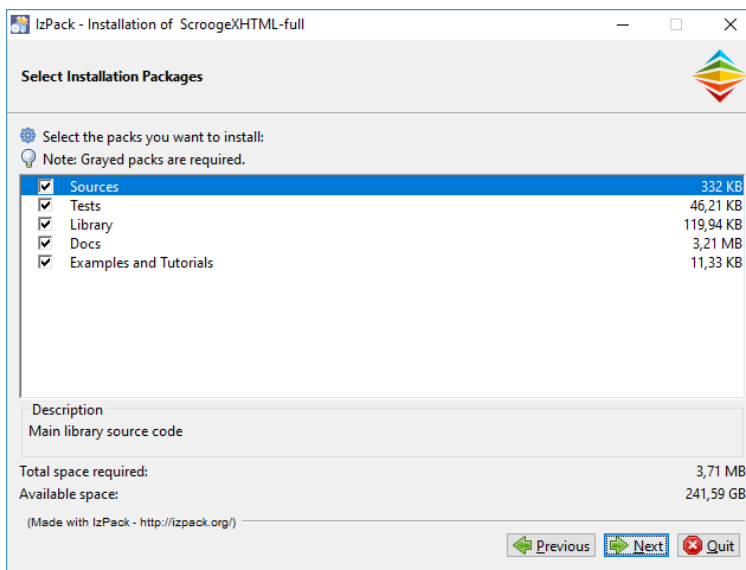 IzPack - Installation of ScroogeXHTML-full
Select Installation Packages
Select the packs you want to install:
Note: Grayed packs are required.
Sources 332 KB
Tests 46,21 KB
Library 119,94 KB
Docs 3,21 MB
Examples and Tutorials 11,33 KB
Description
Main library source code
Total space required: 3,71 MB
Available space: 241,59 GB
(Made with IzPack - http://izpack.org/)
Previous Next Quit